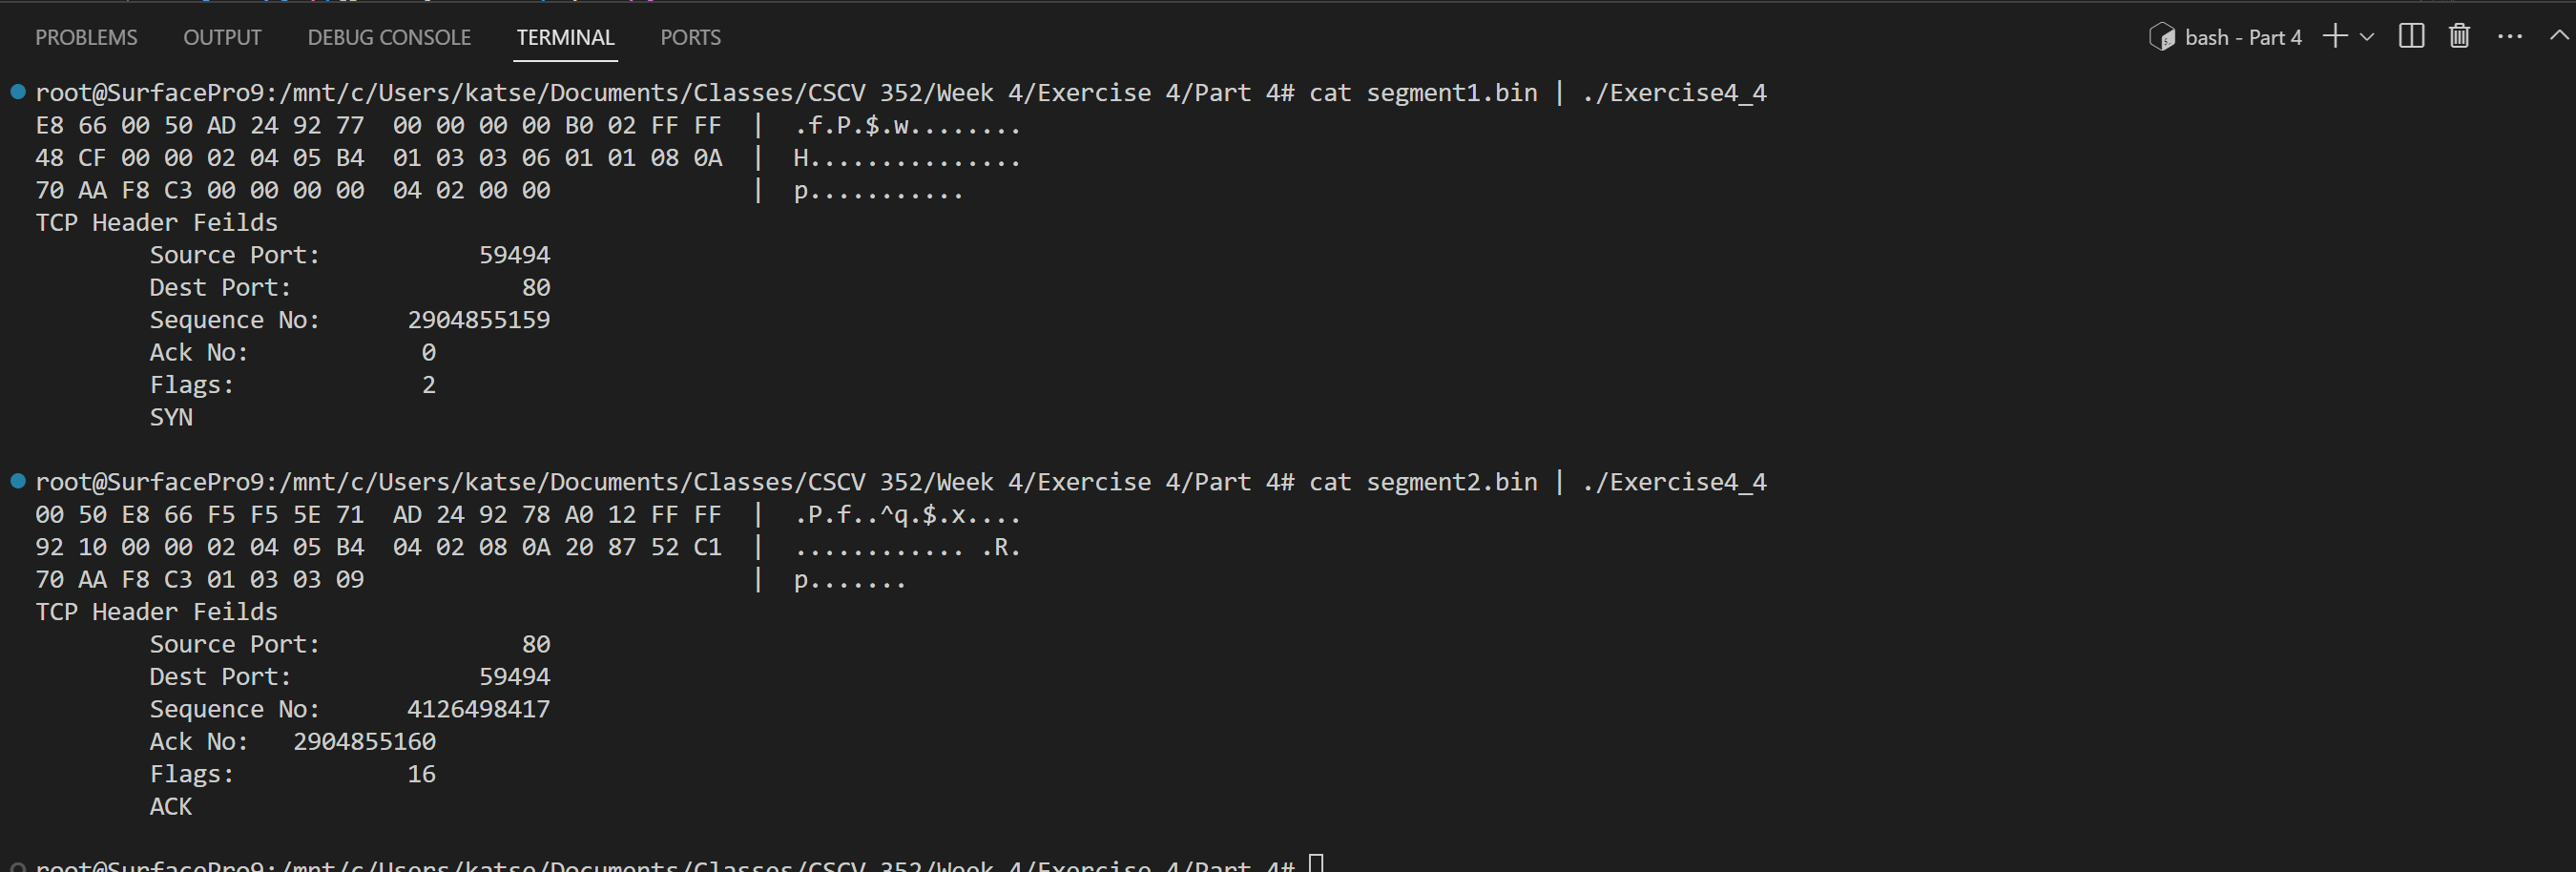 PROBLEMS OUTPUT DEBUG CONSOLE TERMINAL PORTS bash - Part 4
root@SurfacePro9:/mnt/c/Users/katse/Documents/Classes/CSCV 352/Week 4/Exercise 4/Part 4# cat segment1.bin | ./Exercise4_4
E8 66 00 50 AD 24 92 77  00 00 00 00 B0 02 FF FF  |  .f.P.$.w........
48 CF 00 00 02 04 05 B4  01 03 03 06 01 01 08 0A  |  H...............
70 AA F8 C3 00 00 00 00  04 02 00 00              |  p...........
TCP Header Feilds
        Source Port:           59494
        Dest Port:                80
        Sequence No:      2904855159
        Ack No:            0
        Flags:             2
        SYN
root@SurfacePro9:/mnt/c/Users/katse/Documents/Classes/CSCV 352/Week 4/Exercise 4/Part 4# cat segment2.bin | ./Exercise4_4
00 50 E8 66 F5 F5 5E 71  AD 24 92 78 A0 12 FF FF  |  .P.f..^q.$.x....
92 10 00 00 02 04 05 B4  04 02 08 0A 20 87 52 C1  |  ............ .R.
70 AA F8 C3 01 03 03 09                           |  p.......
TCP Header Feilds
        Source Port:              80
        Dest Port:             59494
        Sequence No:      4126498417
        Ack No:   2904855160
        Flags:            16
        ACK
root@SurfacePro9:/mnt/c/Users/katse/Documents/Classes/CSCV 352/Week 4/Exercise 4/Part 4#